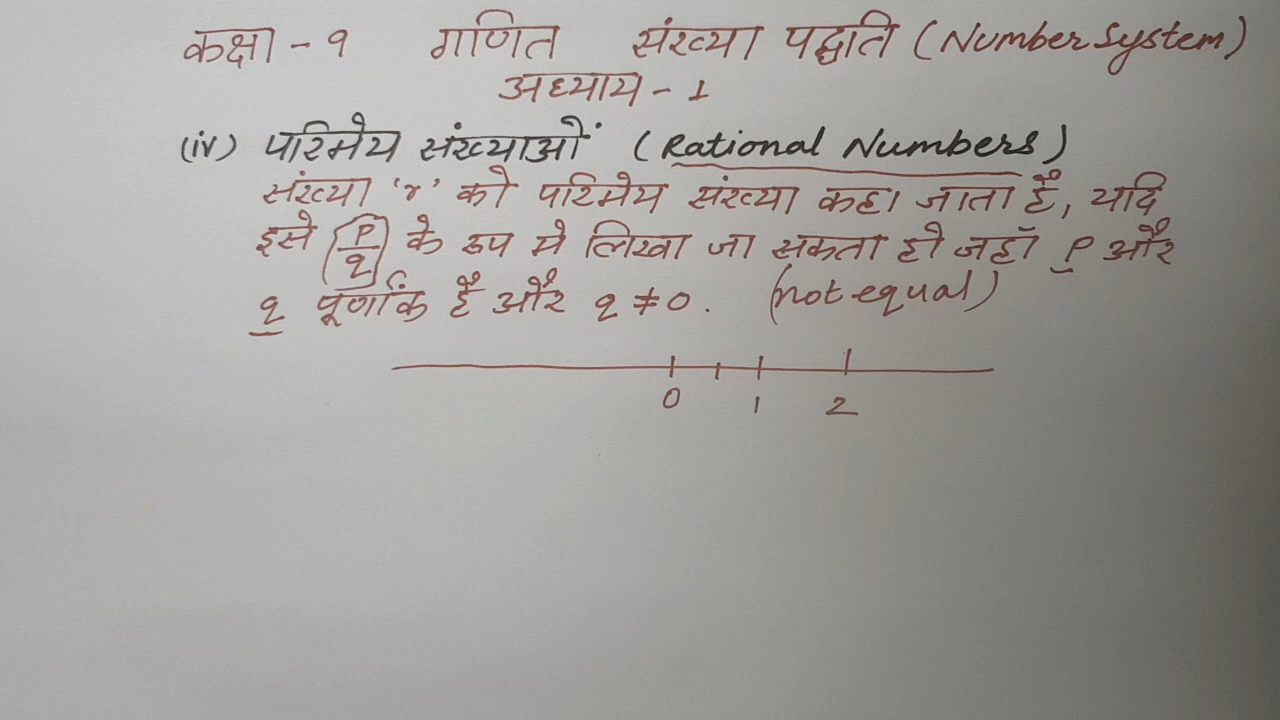 कक्षा - ९ गणित संख्या पद्धति (Number System)
अध्याय - 1
(iv) परिमेय संख्याओं (Rational Numbers)
संख्या 'r' को परिमेय संख्या कहा जाता है, यदि
इसे p/q के रूप मे लिखा जा सकता हो जहाँ p और
q पूर्णांक है और q ≠ 0. (not equal)
0 1 2